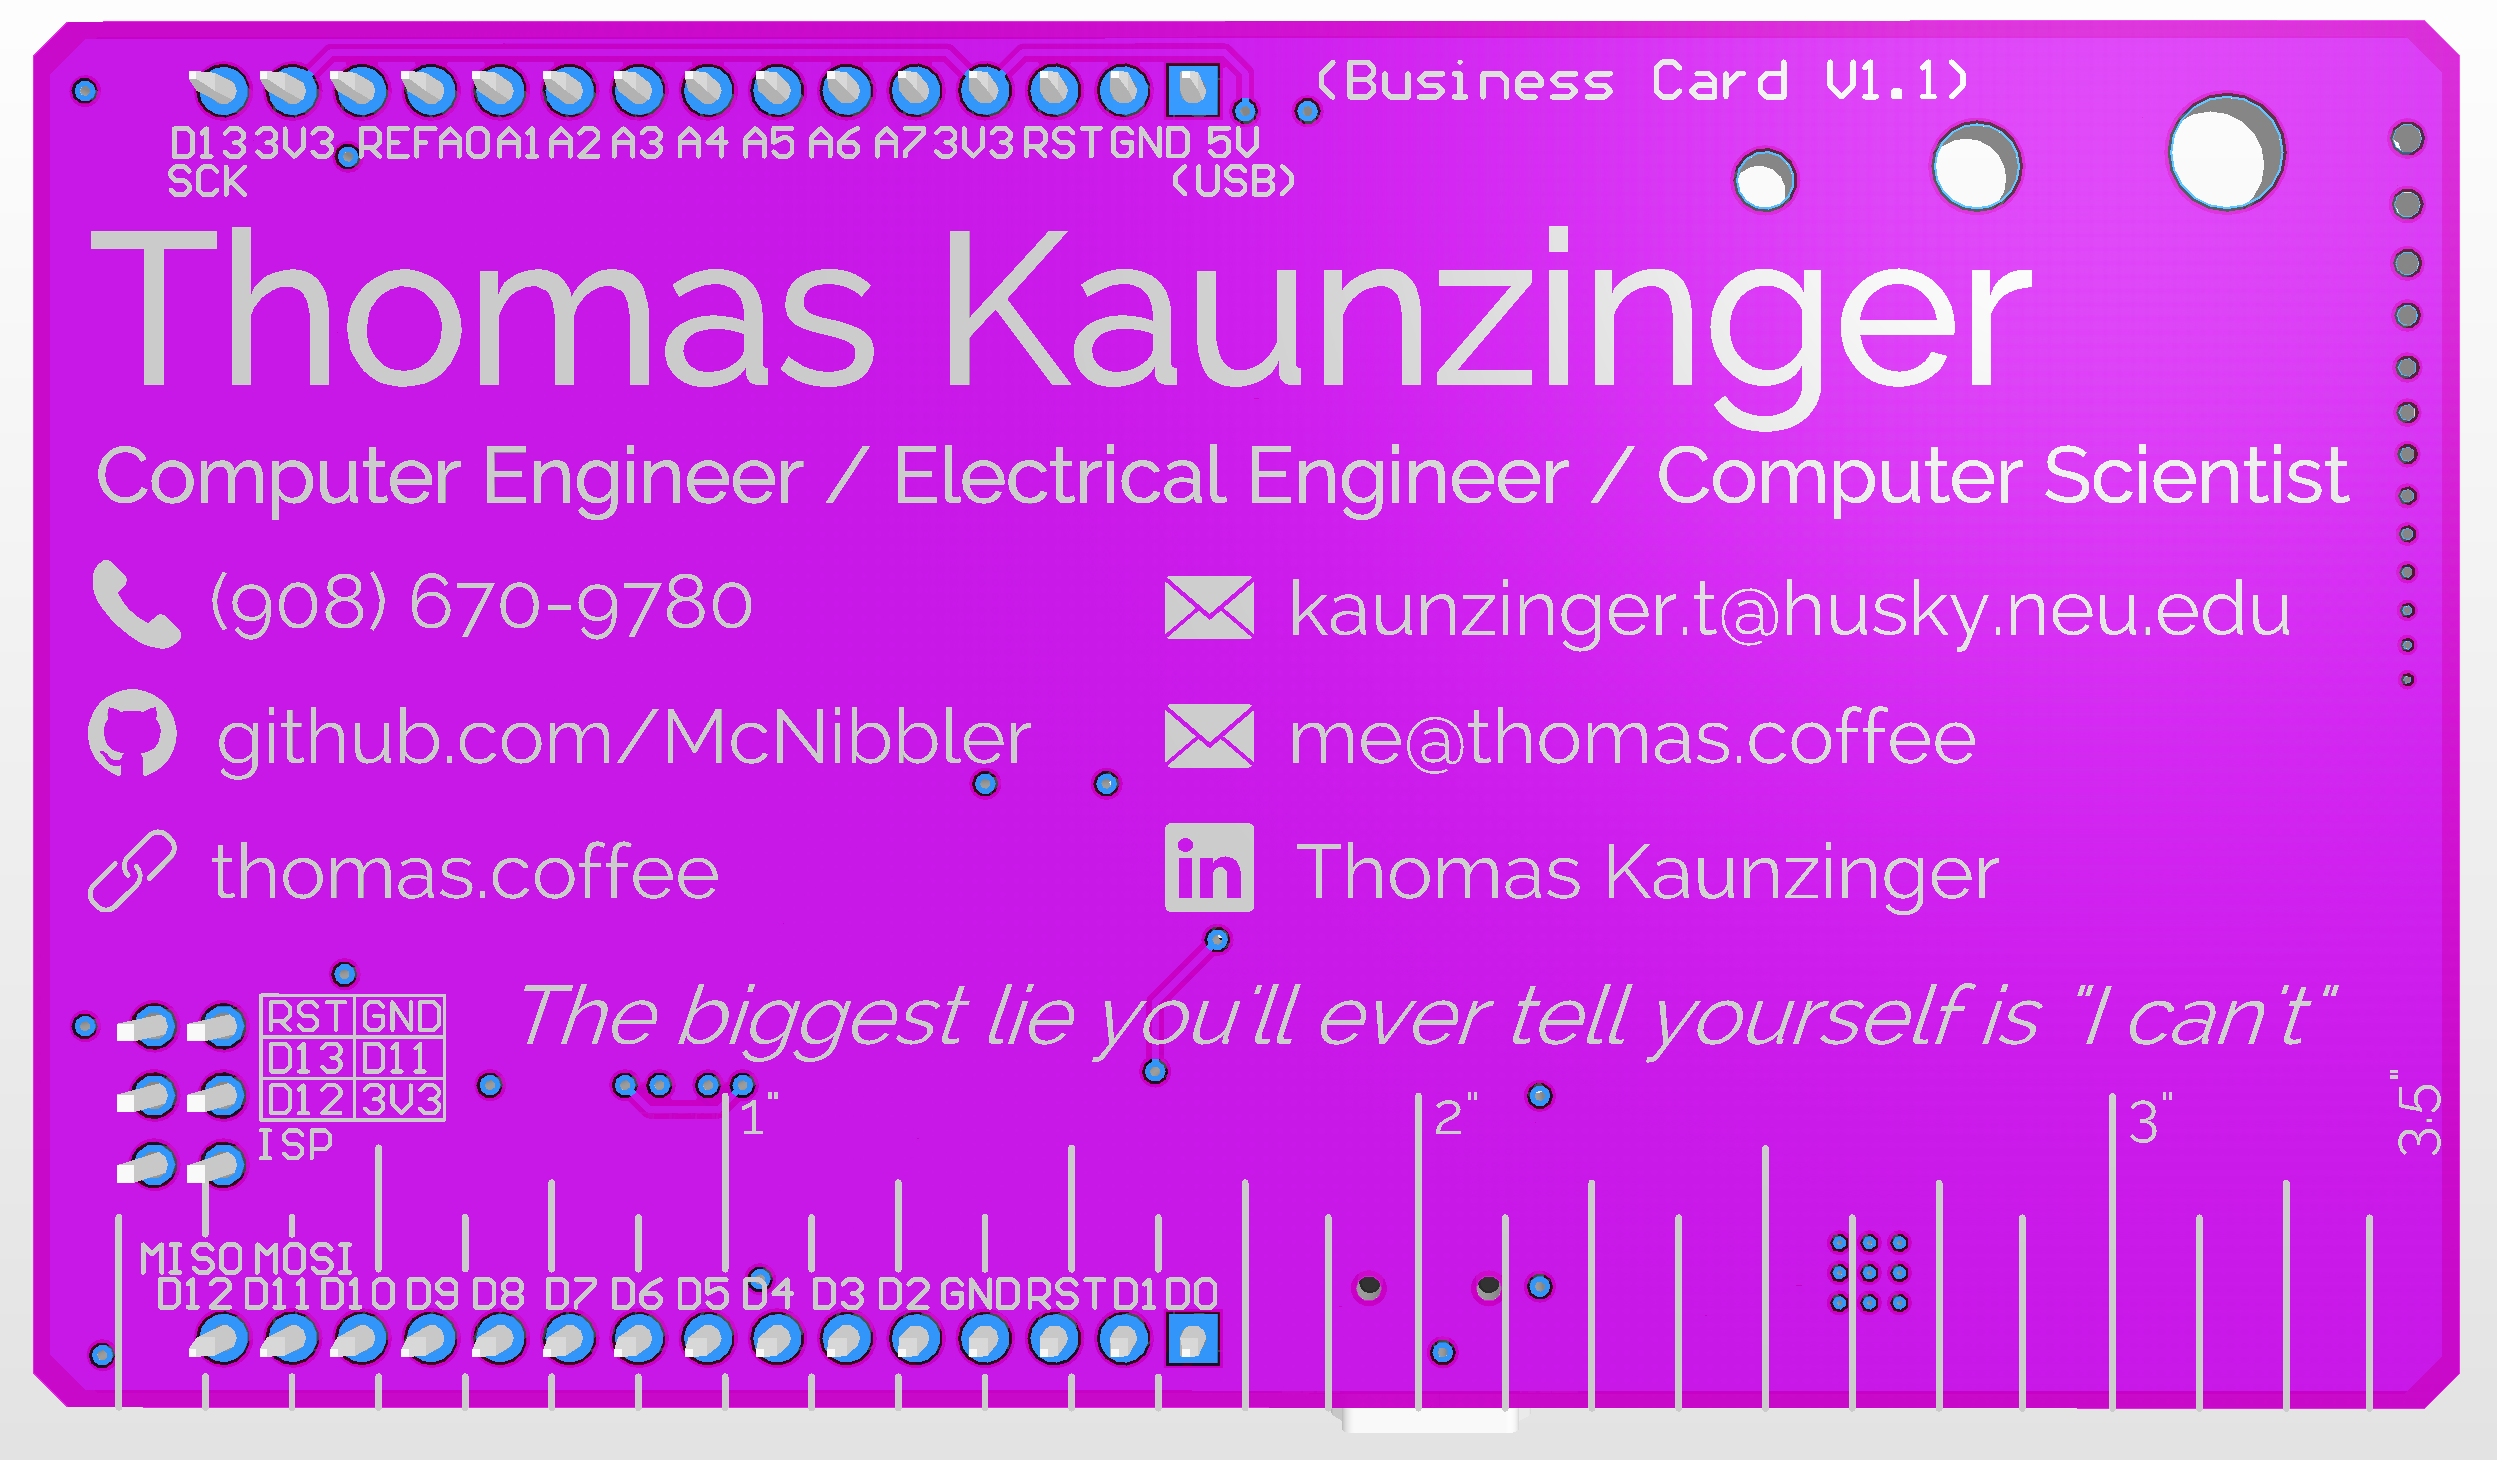 (Business Card V1.1)
D13 3V3 REF A0 A1 A2 A3 A4 A5 A6 A7 3V3 RST GND 5V
SCK (USB)
Thomas Kaunzinger
Computer Engineer / Electrical Engineer / Computer Scientist
(908) 670-9780
kaunzinger.t@husky.neu.edu
github.com/McNibbler
me@thomas.coffee
thomas.coffee
in Thomas Kaunzinger
The biggest lie you'll ever tell yourself is "I can't"
RST GND
D13 D11
D12 3V3
ISP
1" 2" 3" 3.5"
MISO MOSI
D12 D11 D10 D9 D8 D7 D6 D5 D4 D3 D2 GND RST D1 D0